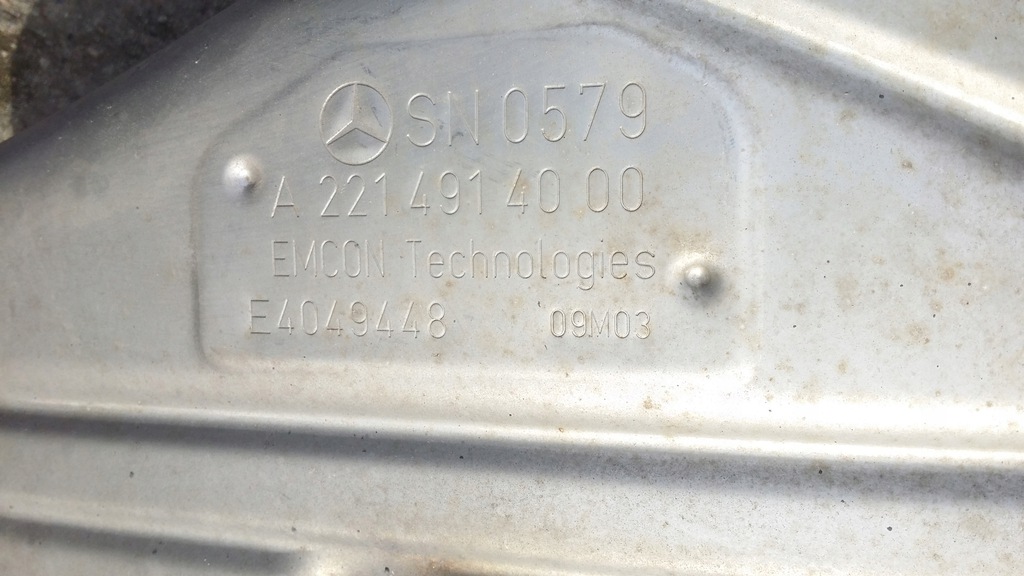 SN 0579
A 221 491 40 00
EMCON Technologies
E4049448 09M03